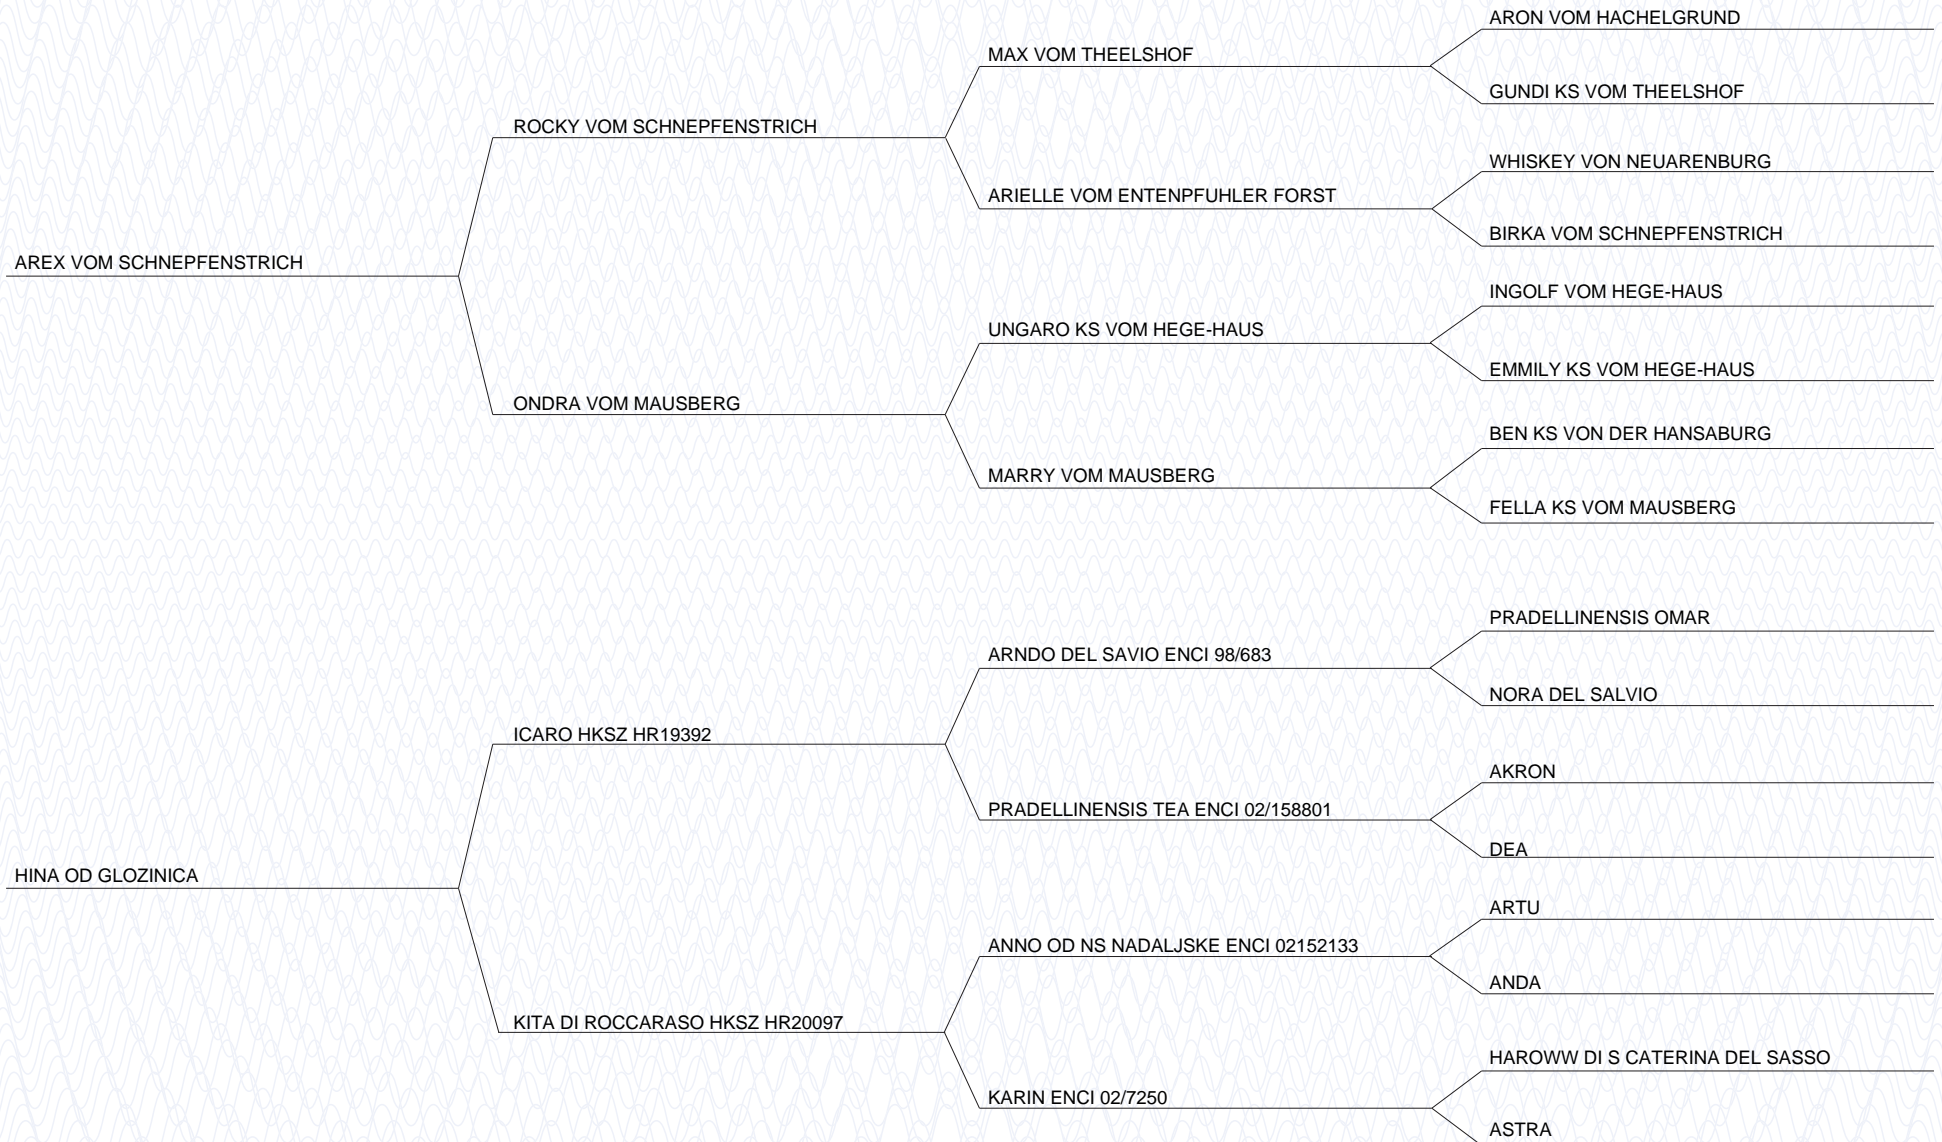 AREX VOM SCHNEPFENSTRICH
ROCKY VOM SCHNEPFENSTRICH
MAX VOM THEELSHOF
ARON VOM HACHELGRUND
GUNDI KS VOM THEELSHOF
ARIELLE VOM ENTENPFUHLER FORST
WHISKEY VON NEUARENBURG
BIRKA VOM SCHNEPFENSTRICH
ONDRA VOM MAUSBERG
UNGARO KS VOM HEGE-HAUS
INGOLF VOM HEGE-HAUS
EMMILY KS VOM HEGE-HAUS
MARRY VOM MAUSBERG
BEN KS VON DER HANSABURG
FELLA KS VOM MAUSBERG
HINA OD GLOZINICA
ICARO HKSZ HR19392
ARNDO DEL SAVIO ENCI 98/683
PRADELLINENSIS OMAR
NORA DEL SALVIO
PRADELLINENSIS TEA ENCI 02/158801
AKRON
DEA
KITA DI ROCCARASO HKSZ HR20097
ANNO OD NS NADALJSKE ENCI 02152133
ARTU
ANDA
KARIN ENCI 02/7250
HAROWW DI S CATERINA DEL SASSO
ASTRA